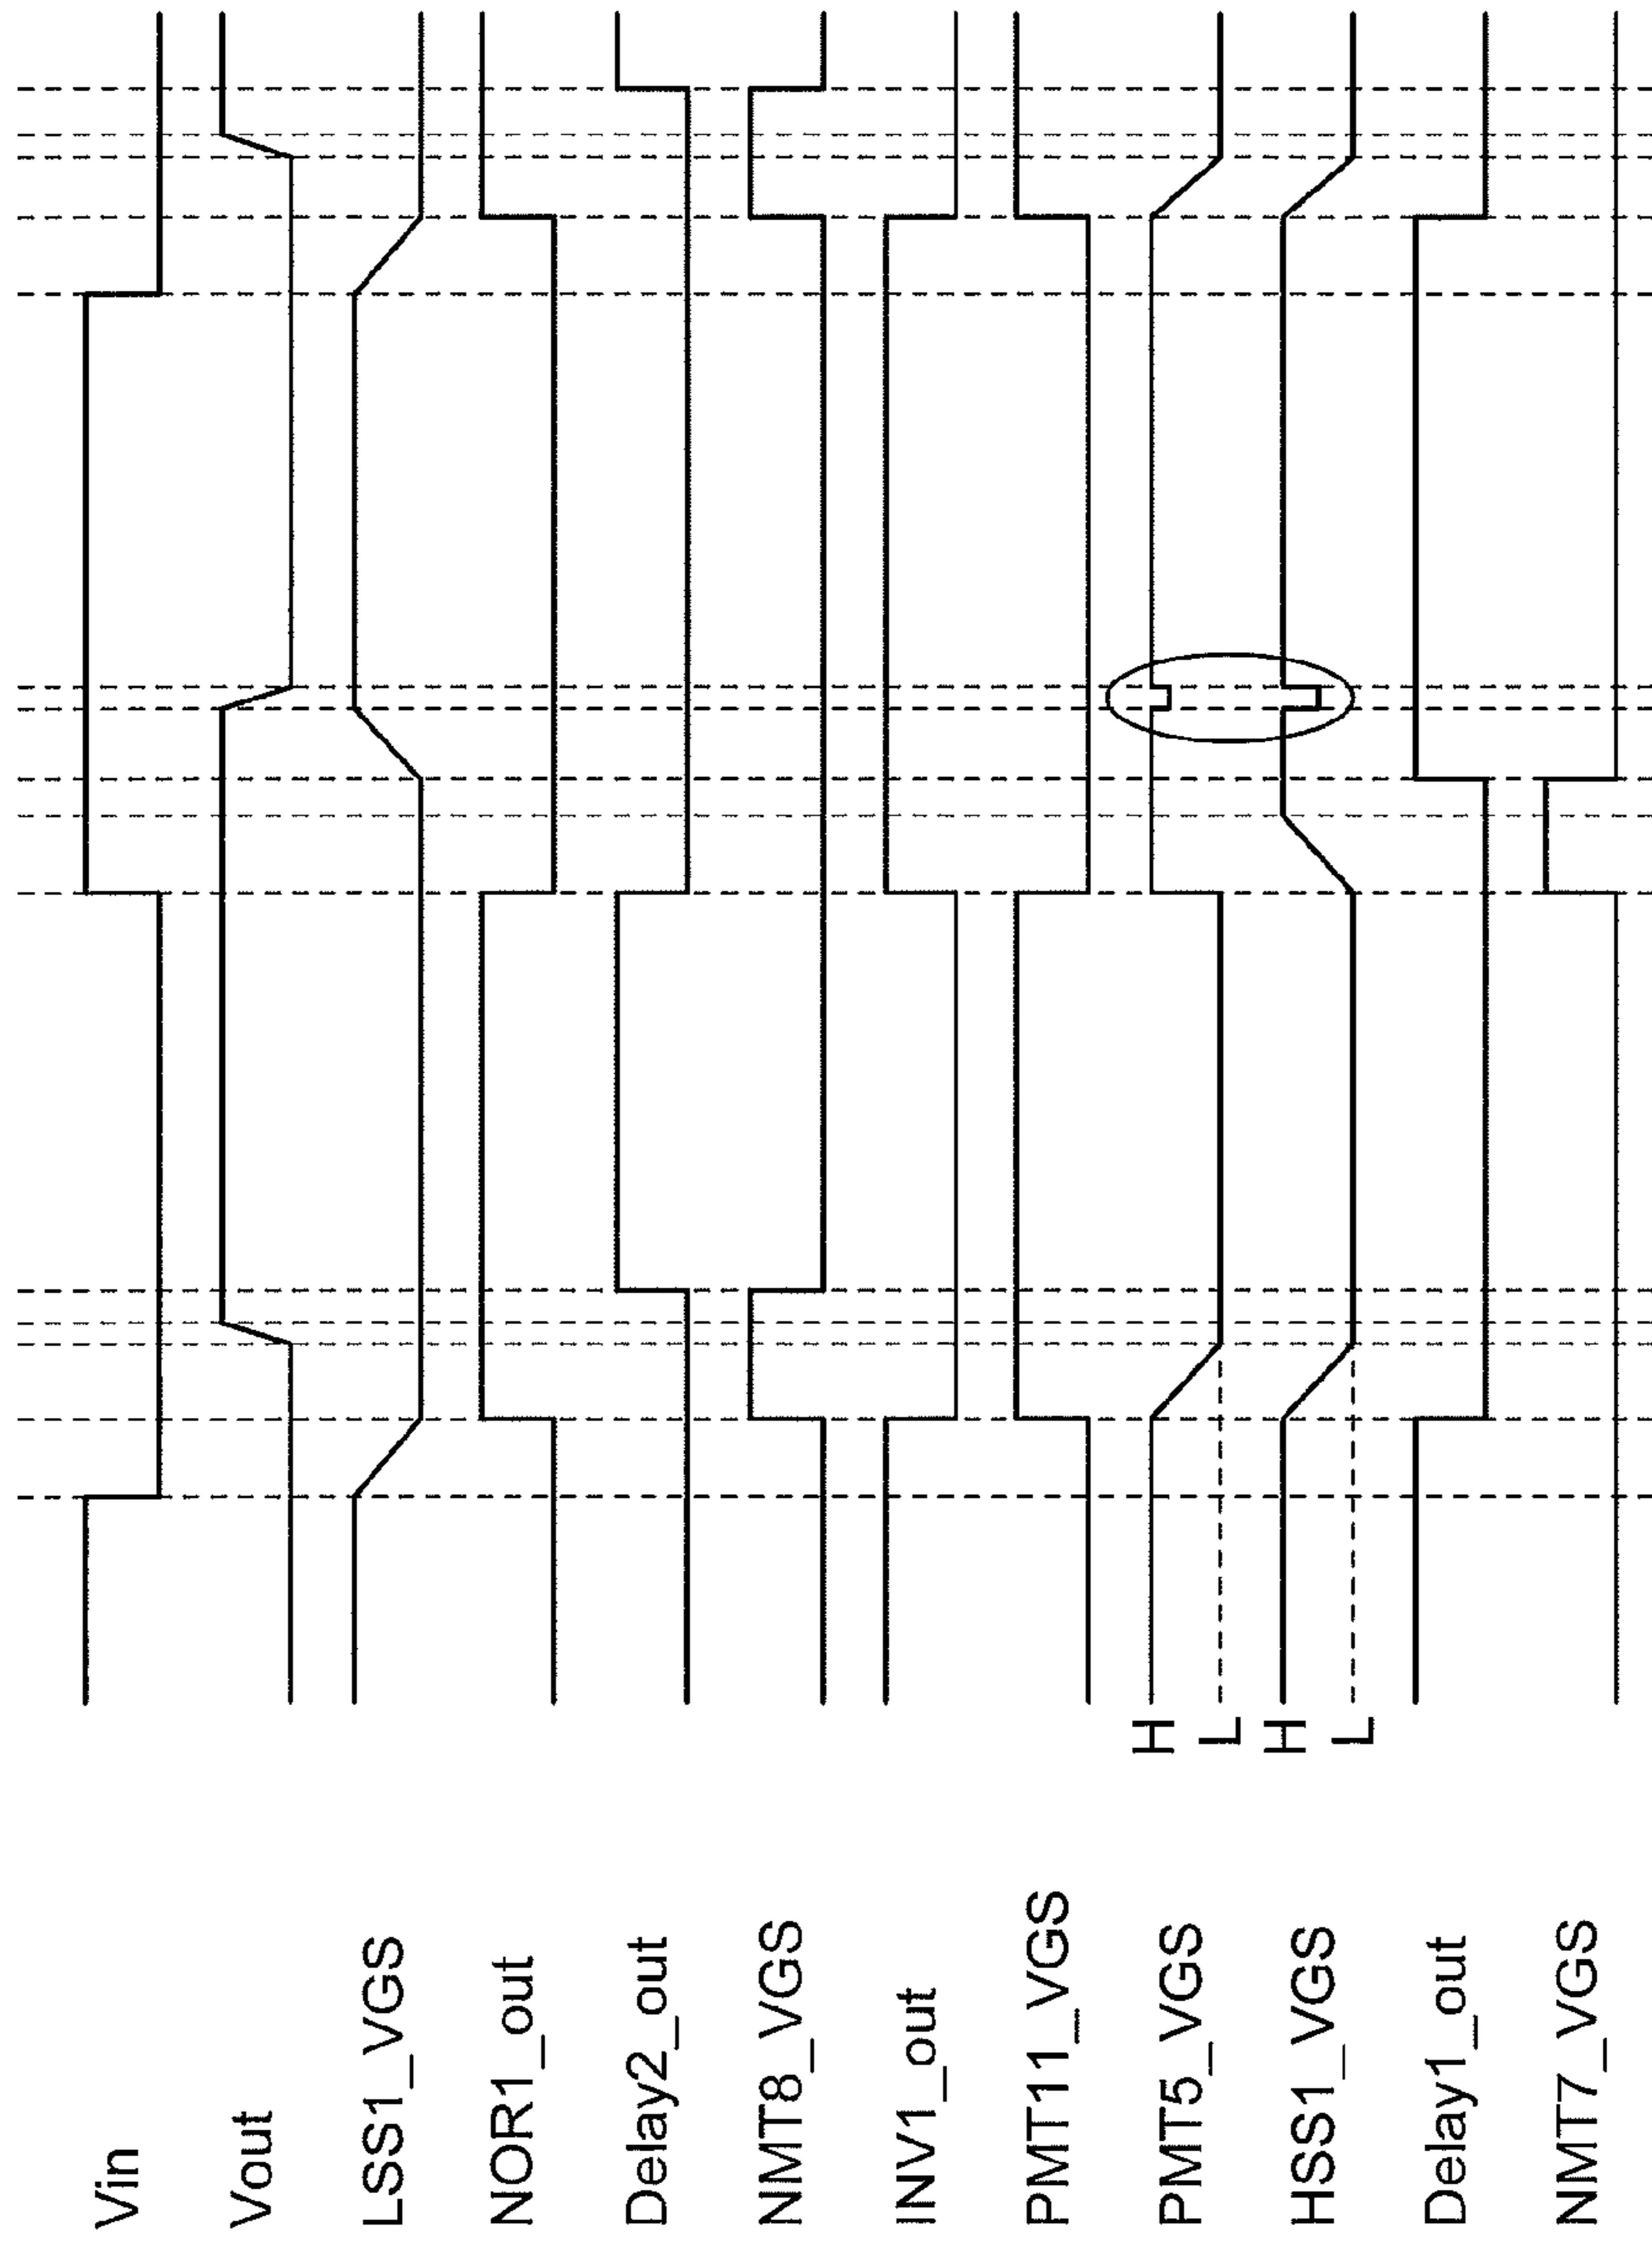 Vin
Vout
LSS1_VGS
NOR1_out
Delay2_out
NMT8_VGS
INV1_out
PMT11_VGS
PMT5_VGS H
L
HSS1_VGS H
L
Delay1_out
NMT7_VGS